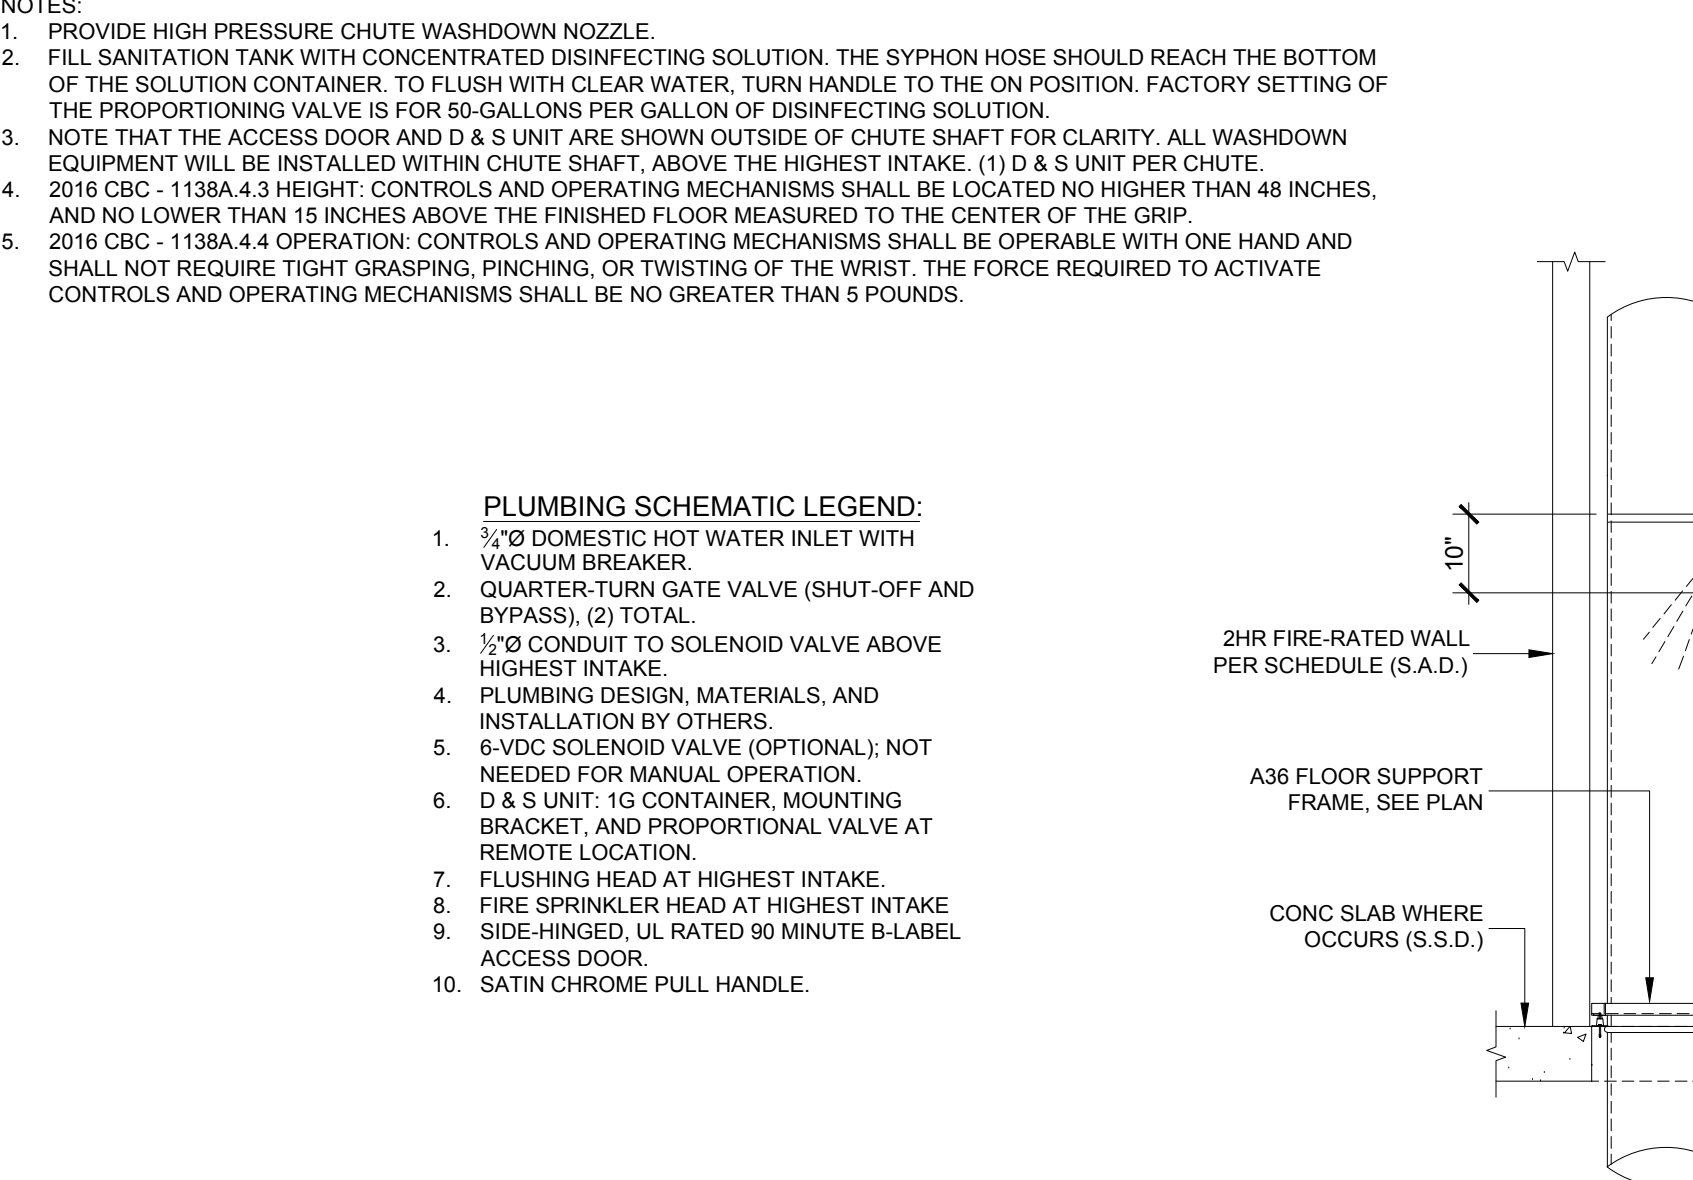 NOTES:
1. PROVIDE HIGH PRESSURE CHUTE WASHDOWN NOZZLE.
2. FILL SANITATION TANK WITH CONCENTRATED DISINFECTING SOLUTION. THE SYPHON HOSE SHOULD REACH THE BOTTOM
OF THE SOLUTION CONTAINER. TO FLUSH WITH CLEAR WATER, TURN HANDLE TO THE ON POSITION. FACTORY SETTING OF
THE PROPORTIONING VALVE IS FOR 50-GALLONS PER GALLON OF DISINFECTING SOLUTION.
3. NOTE THAT THE ACCESS DOOR AND D & S UNIT ARE SHOWN OUTSIDE OF CHUTE SHAFT FOR CLARITY. ALL WASHDOWN
EQUIPMENT WILL BE INSTALLED WITHIN CHUTE SHAFT, ABOVE THE HIGHEST INTAKE. (1) D & S UNIT PER CHUTE.
4. 2016 CBC - 1138A.4.3 HEIGHT: CONTROLS AND OPERATING MECHANISMS SHALL BE LOCATED NO HIGHER THAN 48 INCHES,
AND NO LOWER THAN 15 INCHES ABOVE THE FINISHED FLOOR MEASURED TO THE CENTER OF THE GRIP.
5. 2016 CBC - 1138A.4.4 OPERATION: CONTROLS AND OPERATING MECHANISMS SHALL BE OPERABLE WITH ONE HAND AND
SHALL NOT REQUIRE TIGHT GRASPING, PINCHING, OR TWISTING OF THE WRIST. THE FORCE REQUIRED TO ACTIVATE
CONTROLS AND OPERATING MECHANISMS SHALL BE NO GREATER THAN 5 POUNDS.
PLUMBING SCHEMATIC LEGEND:
1. ¾"Ø DOMESTIC HOT WATER INLET WITH
VACUUM BREAKER.
2. QUARTER-TURN GATE VALVE (SHUT-OFF AND
BYPASS), (2) TOTAL.
3. ½"Ø CONDUIT TO SOLENOID VALVE ABOVE
HIGHEST INTAKE.
4. PLUMBING DESIGN, MATERIALS, AND
INSTALLATION BY OTHERS.
5. 6-VDC SOLENOID VALVE (OPTIONAL); NOT
NEEDED FOR MANUAL OPERATION.
6. D & S UNIT: 1G CONTAINER, MOUNTING
BRACKET, AND PROPORTIONAL VALVE AT
REMOTE LOCATION.
7. FLUSHING HEAD AT HIGHEST INTAKE.
8. FIRE SPRINKLER HEAD AT HIGHEST INTAKE
9. SIDE-HINGED, UL RATED 90 MINUTE B-LABEL
ACCESS DOOR.
10. SATIN CHROME PULL HANDLE.
10"
2HR FIRE-RATED WALL
PER SCHEDULE (S.A.D.)
A36 FLOOR SUPPORT
FRAME, SEE PLAN
CONC SLAB WHERE
OCCURS (S.S.D.)